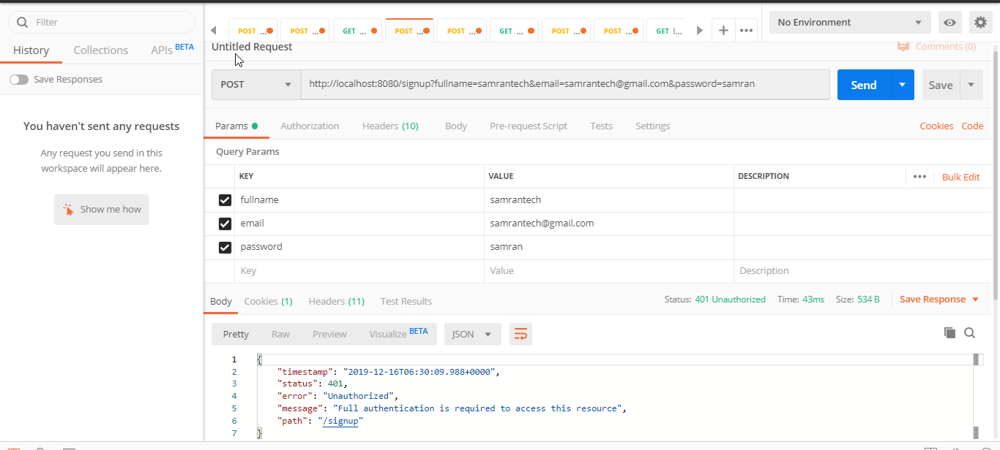 Filter
History Collections APIs BETA
Save Responses
You haven't sent any requests
Any request you send in this
workspace will appear here.
Show me how
POST ... POST ... GET ... POST ... POST ... GET ... POST ... POST ... GET l... + •••
No Environment
Untitled Request
Comments (0)
POST http://localhost:8080/signup?fullname=samrantech&email=samrantech@gmail.com&password=samran Send Save
Params Authorization Headers (10) Body Pre-request Script Tests Settings Cookies Code
Query Params
KEY VALUE DESCRIPTION ••• Bulk Edit
fullname samrantech
email samrantech@gmail.com
password samran
Key Value Description
Body Cookies (1) Headers (11) Test Results Status: 401 Unauthorized Time: 43ms Size: 534 B Save Response
Pretty Raw Preview Visualize BETA JSON
1 {
2 "timestamp": "2019-12-16T06:30:09.988+0000",
3 "status": 401,
4 "error": "Unauthorized",
5 "message": "Full authentication is required to access this resource",
6 "path": "/signup"
7 }